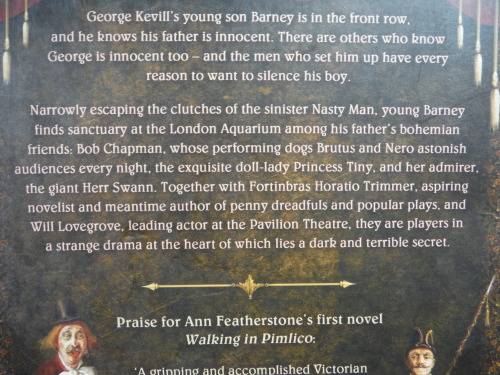 George Kevill's young son Barney is in the front row,
and he knows his father is innocent. There are others who know
George is innocent too – and the men who set him up have every
reason to want to silence his boy.
Narrowly escaping the clutches of the sinister Nasty Man, young Barney
finds sanctuary at the London Aquarium among his father's bohemian
friends: Bob Chapman, whose performing dogs Brutus and Nero astonish
audiences every night, the exquisite doll-lady Princess Tiny, and her admirer,
the giant Herr Swann. Together with Fortinbras Horatio Trimmer, aspiring
novelist and meantime author of penny dreadfuls and popular plays, and
Will Lovegrove, leading actor at the Pavilion Theatre, they are players in
a strange drama at the heart of which lies a dark and terrible secret.
Praise for Ann Featherstone's first novel
Walking in Pimlico:
'A gripping and accomplished Victorian